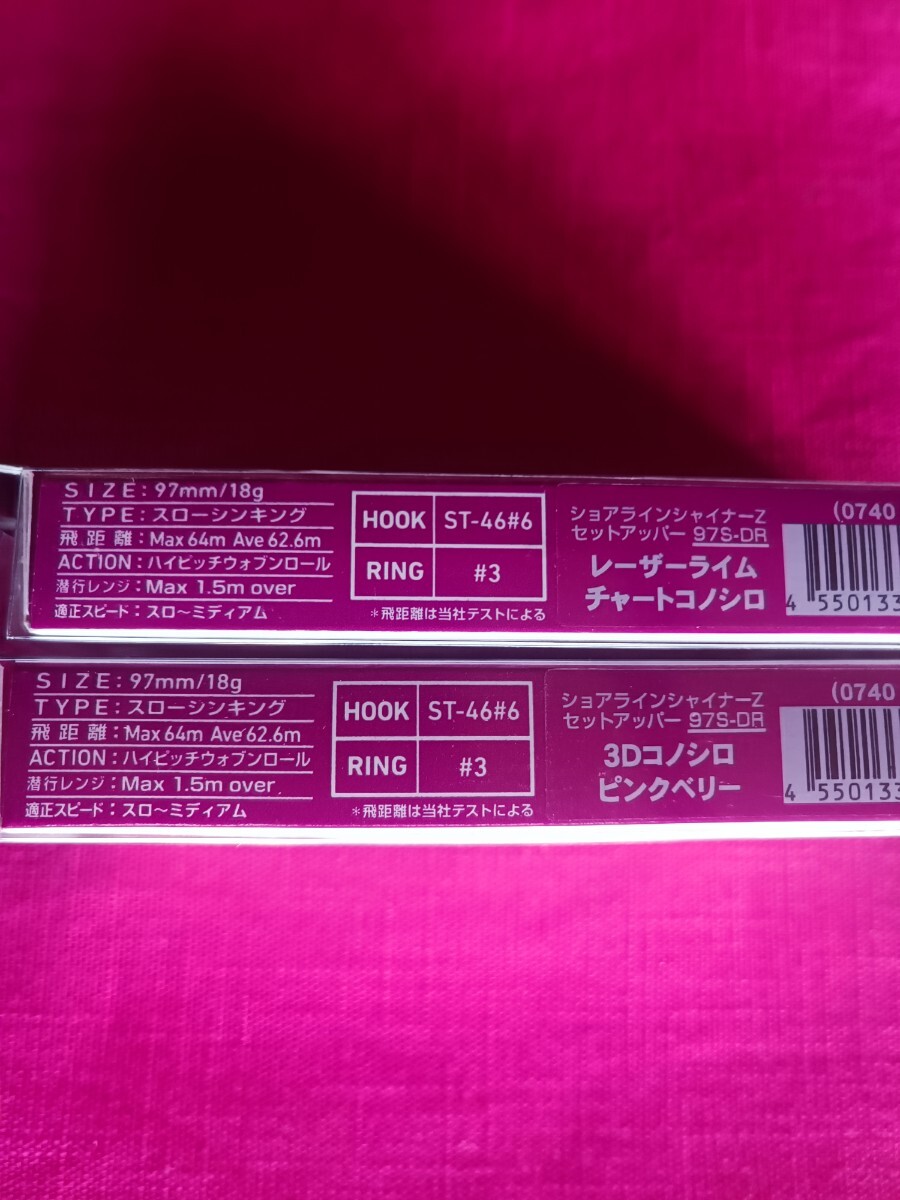 SIZE: 97mm/18g
TYPE: スローシンキング
飛距離: Max 64m Ave 62.6m
ACTION: ハイピッチウォブンロール
潜行レンジ: Max 1.5m over
適正スピード: スロ〜ミディアム
HOOK ST-46#6
RING #3
*飛距離は当社テストによる
ショアラインシャイナーZ
セットアッパー 97S-DR
レーザーライム
チャートコノシロ
(0740
4 550133
SIZE: 97mm/18g
TYPE: スローシンキング
飛距離: Max 64m Ave 62.6m
ACTION: ハイピッチウォブンロール
潜行レンジ: Max 1.5m over
適正スピード: スロ〜ミディアム
HOOK ST-46#6
RING #3
*飛距離は当社テストによる
ショアラインシャイナーZ
セットアッパー 97S-DR
3Dコノシロ
ピンクベリー
(0740
4 550133